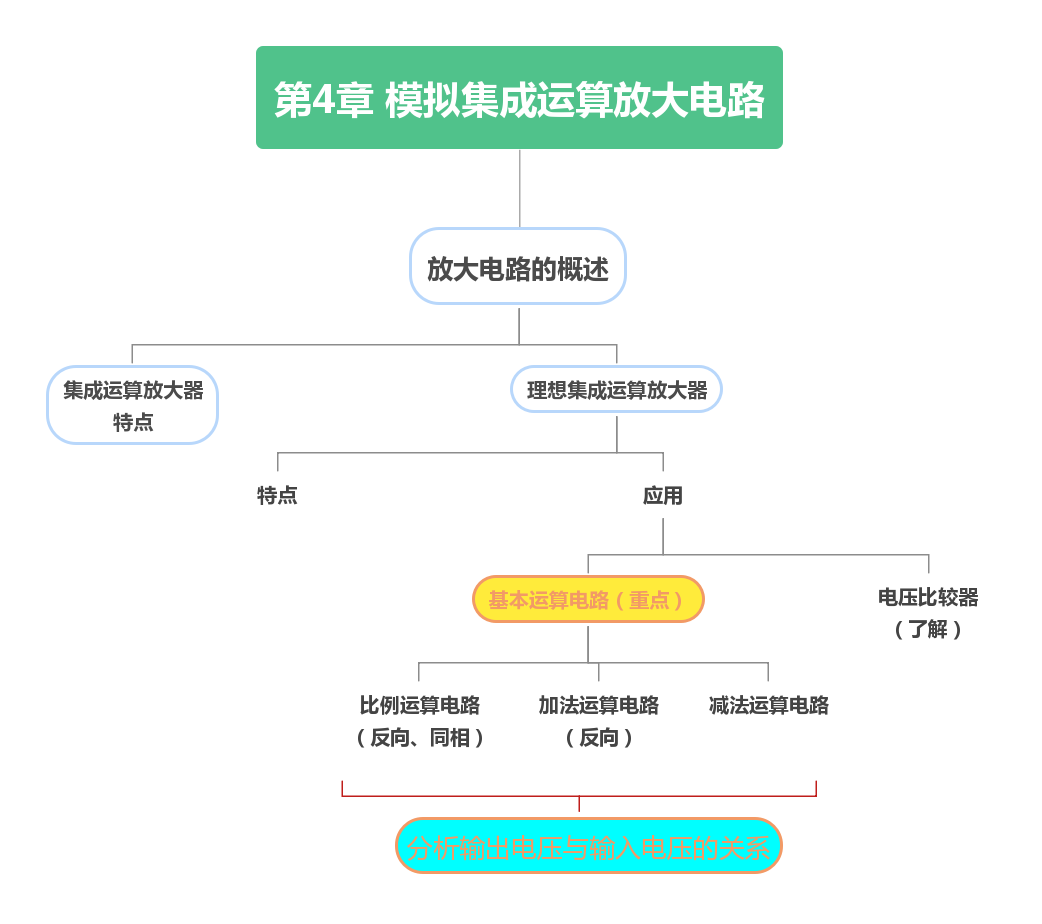 第4章 模拟集成运算放大电路
放大电路的概述
集成运算放大器
特点
理想集成运算放大器
特点
应用
基本运算电路（重点）
电压比较器
（了解）
比例运算电路
（反向、同相）
加法运算电路
（反向）
减法运算电路
分析输出电压与输入电压的关系